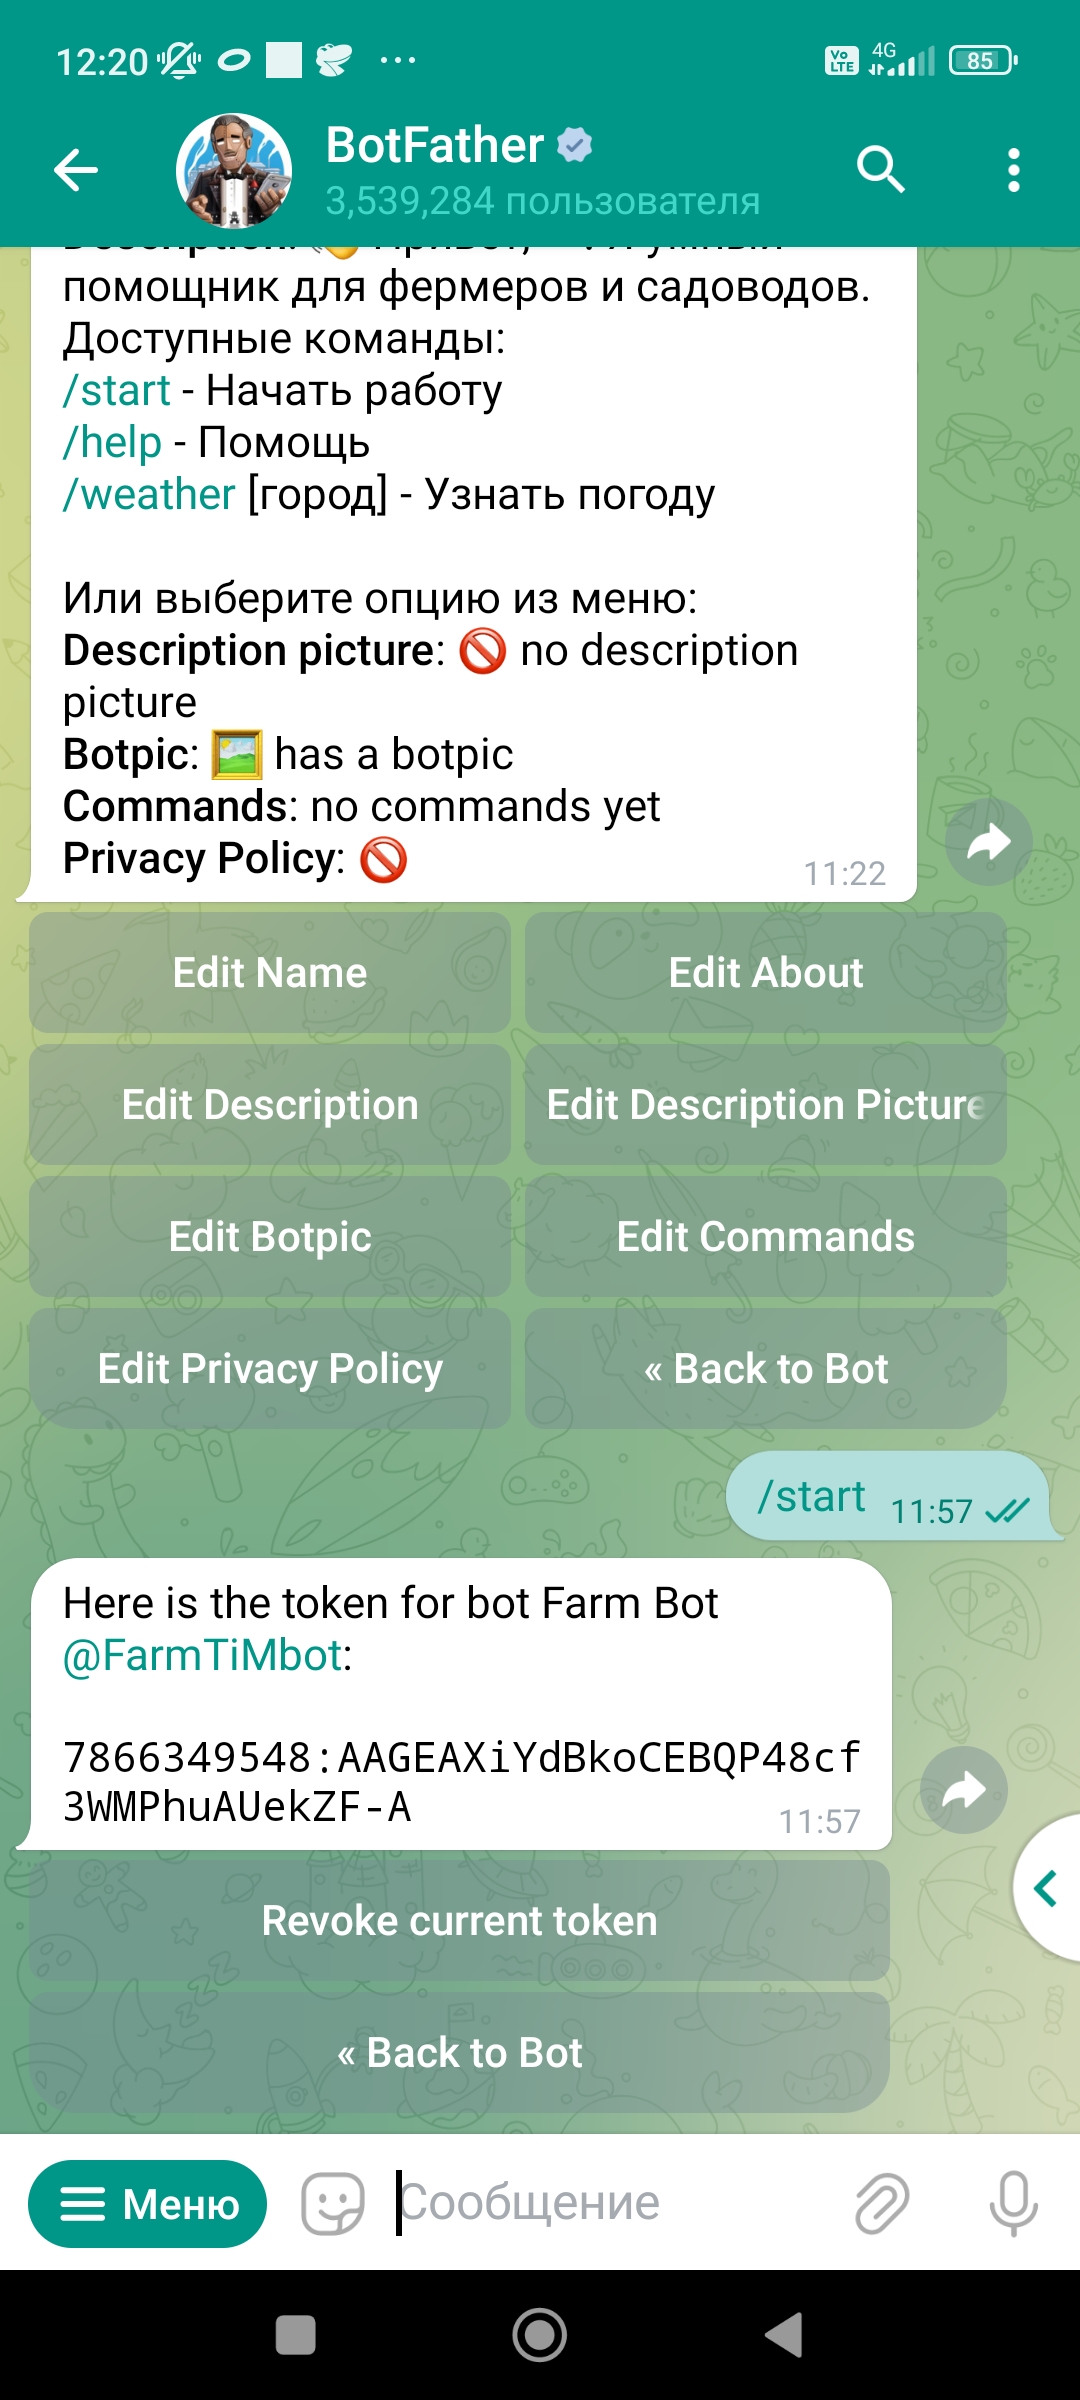 12:20
Vo LTE 4G 85
BotFather
3,539,284 пользователя
помощник для фермеров и садоводов.
Доступные команды:
/start - Начать работу
/help - Помощь
/weather [город] - Узнать погоду
Или выберите опцию из меню:
Description picture: 🚫 no description
picture
Botpic: 🖼 has a botpic
Commands: no commands yet
Privacy Policy: 🚫
11:22
Edit Name
Edit About
Edit Description
Edit Description Picture
Edit Botpic
Edit Commands
Edit Privacy Policy
« Back to Bot
/start 11:57
Here is the token for bot Farm Bot
@FarmTiMbot:
7866349548:AAGEAXiYdBkoCEBQP48cf
3WMPhuAUekZF-A
11:57
Revoke current token
« Back to Bot
Меню
Сообщение